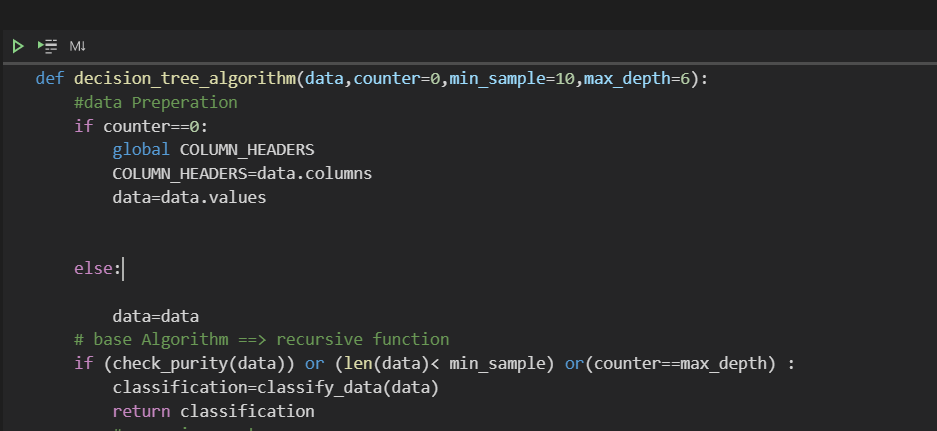 M↓
def decision_tree_algorithm(data,counter=0,min_sample=10,max_depth=6):
#data Preperation
if counter==0:
global COLUMN_HEADERS
COLUMN_HEADERS=data.columns
data=data.values
else:
data=data
# base Algorithm ==> recursive function
if (check_purity(data)) or (len(data)< min_sample) or(counter==max_depth) :
classification=classify_data(data)
return classification